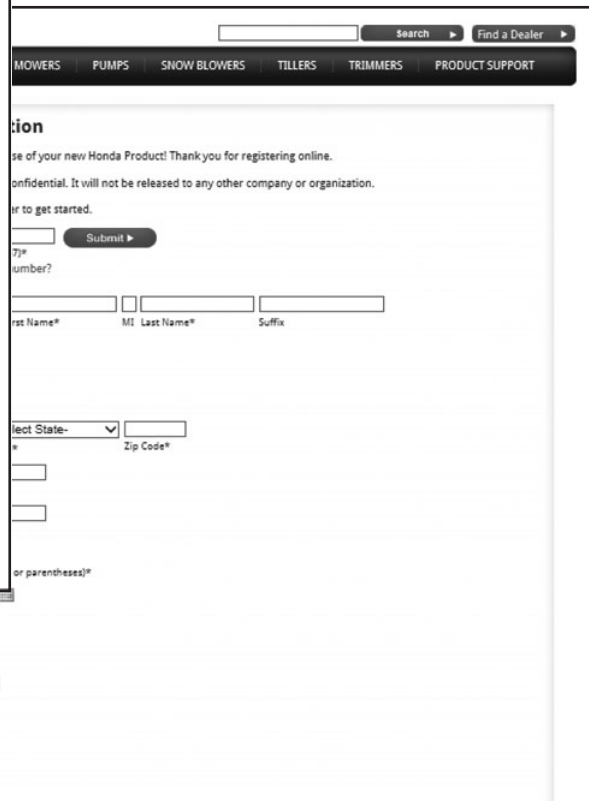 Search Find a Dealer
MOWERS PUMPS SNOW BLOWERS TILLERS TRIMMERS PRODUCT SUPPORT
tion
se of your new Honda Product! Thank you for registering online.
onfidential. It will not be released to any other company or organization.
er to get started.
Submit
7)*
umber?
rst Name* MI Last Name* Suffix
lect State-
* Zip Code*
or parentheses)*